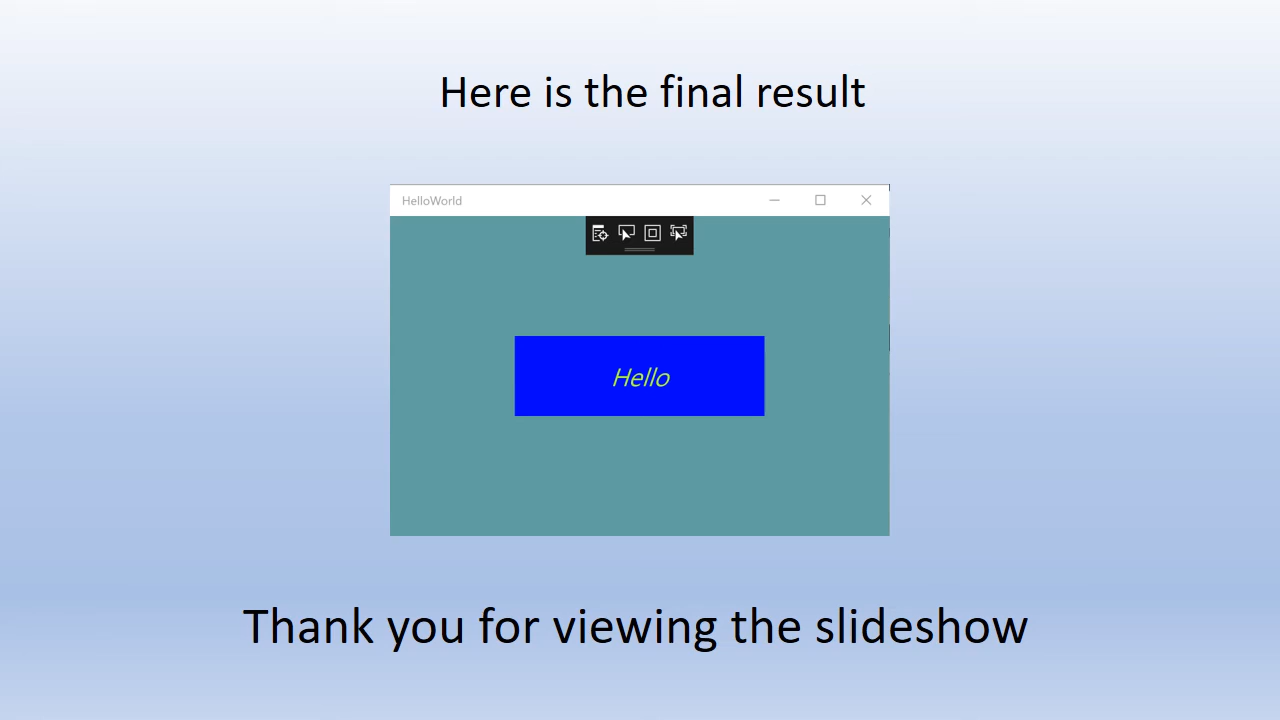 Here is the final result
HelloWorld
Hello
Thank you for viewing the slideshow